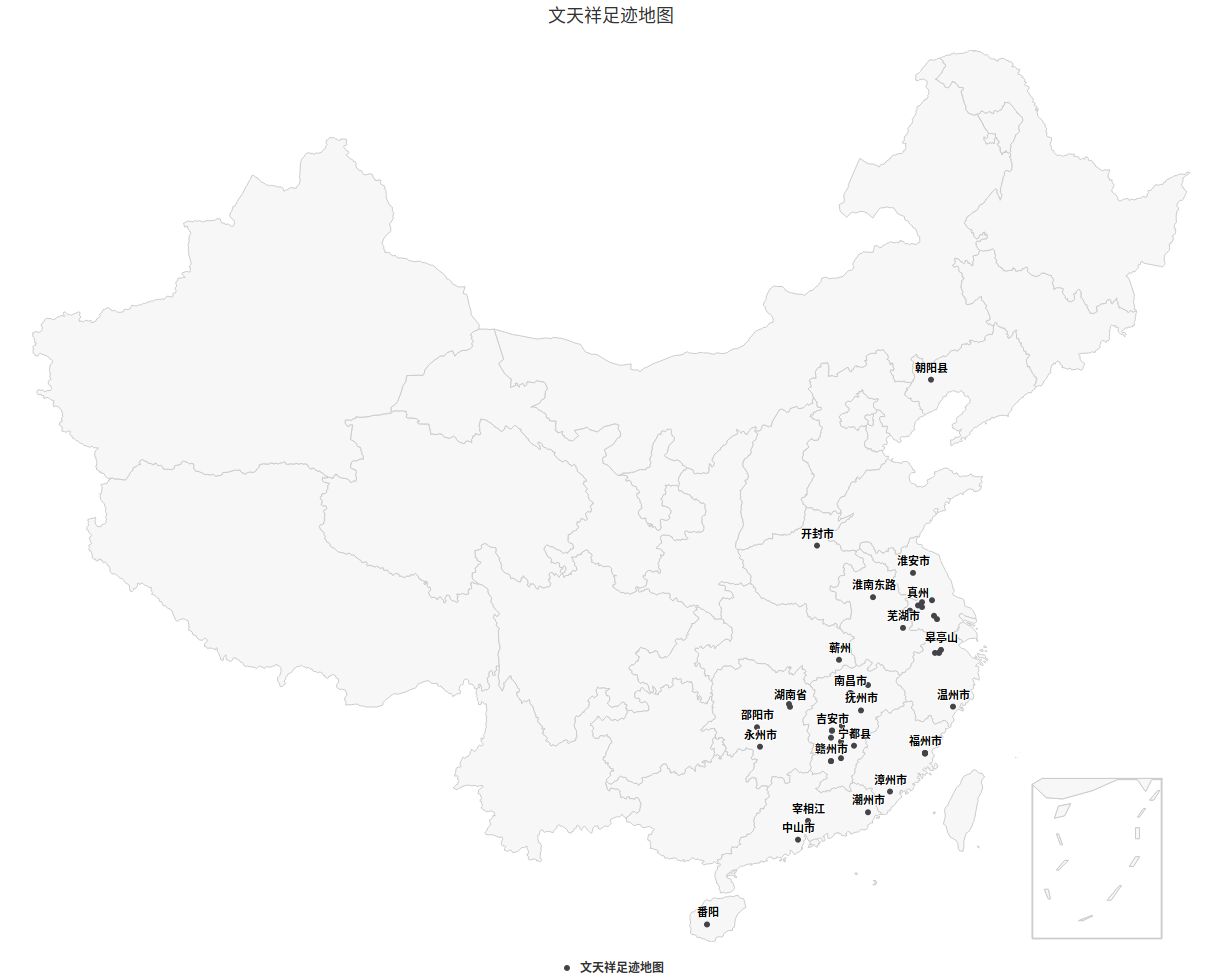 文天祥足迹地图
朝阳县
开封市
淮安市
淮南东路
真州
芜湖市
皋亭山
蕲州
南昌市
湖南省
抚州市
温州市
邵阳市
吉安市
永州市
宁都县
福州市
赣州市
漳州市
潮州市
宰相江
中山市
番阳
文天祥足迹地图